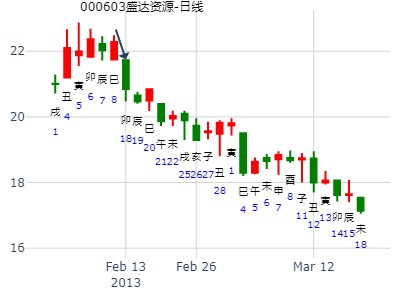 000603盛达资源-日线
22
20
18
16
戌
1
丑
4
寅
5
卯
6
辰
7
巳
8
卯
18
辰
19
巳
20
午
21
未
22
戌
25
亥
26
子
27
丑
28
寅
1
巳
4
午
5
未
6
申
7
酉
8
子
11
丑
12
寅
13
卯
14
辰
15
未
18
Feb 13
2013
Feb 26
Mar 12